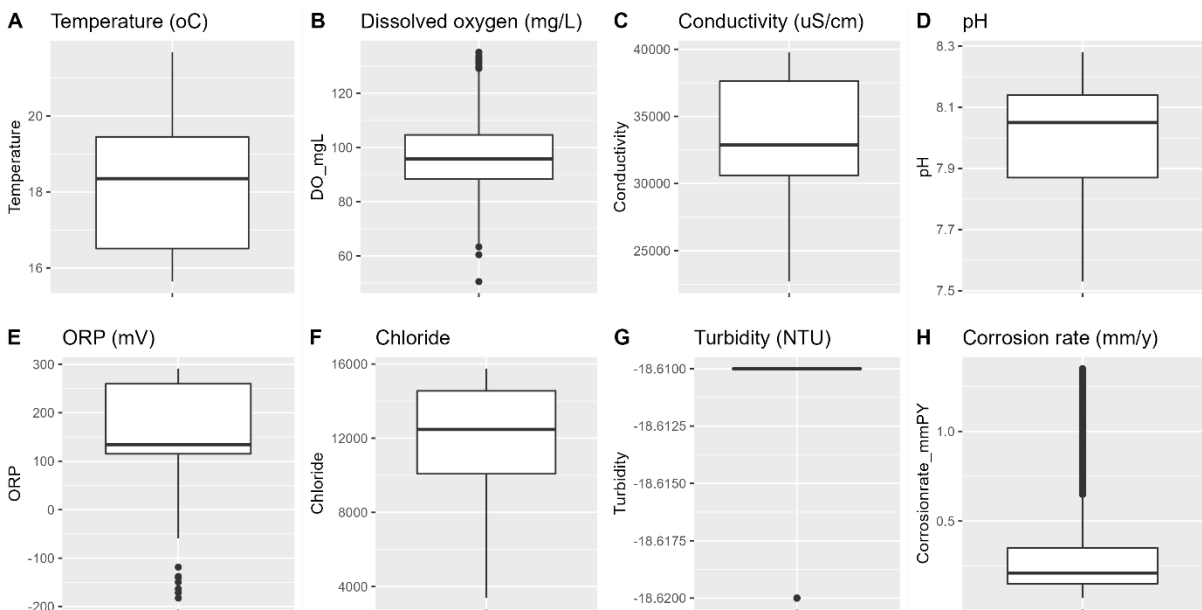 A Temperature (oC)
20
18
16
Temperature
B Dissolved oxygen (mg/L)
120
100
80
60
DO_mgL
C Conductivity (uS/cm)
40000
35000
30000
25000
Conductivity
D pH
8.3
8.1
7.9
7.7
7.5
pH
E ORP (mV)
300
200
100
0
-100
-200
ORP
F Chloride
16000
12000
8000
4000
Chloride
G Turbidity (NTU)
-18.6100
-18.6125
-18.6150
-18.6175
-18.6200
Turbidity
H Corrosion rate (mm/y)
1.0
0.5
Corrosionrate_mmPY